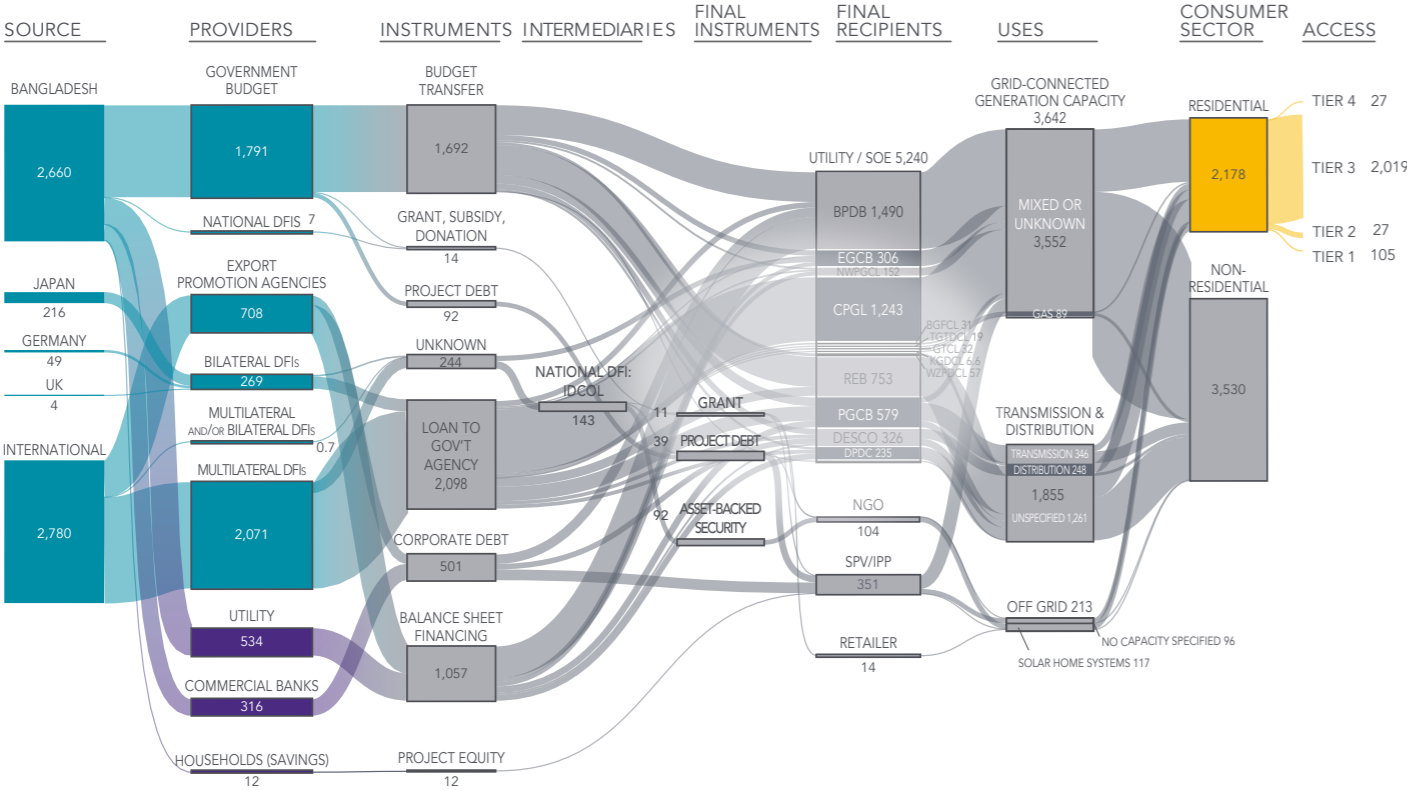 SOURCE
PROVIDERS
INSTRUMENTS
INTERMEDIARIES
FINAL
INSTRUMENTS
FINAL
RECIPIENTS
USES
CONSUMER
SECTOR
ACCESS
BANGLADESH
2,660
JAPAN
216
GERMANY
49
UK
4
INTERNATIONAL
2,780
GOVERNMENT
BUDGET
1,791
NATIONAL DFIS 7
EXPORT
PROMOTION AGENCIES
708
BILATERAL DFIs
269
MULTILATERAL
AND/OR BILATERAL DFIs
0.7
MULTILATERAL DFIs
2,071
UTILITY
534
COMMERCIAL BANKS
316
HOUSEHOLDS (SAVINGS)
12
BUDGET
TRANSFER
1,692
GRANT, SUBSIDY,
DONATION
14
PROJECT DEBT
92
UNKNOWN
244
LOAN TO
GOV'T
AGENCY
2,098
CORPORATE DEBT
501
BALANCE SHEET
FINANCING
1,057
PROJECT EQUITY
12
NATIONAL DFI:
IDCOL
143
11 GRANT
39 PROJECT DEBT
92 ASSET-BACKED
SECURITY
UTILITY / SOE 5,240
BPDB 1,490
EGCB 306
NWPGCL 152
CPGL 1,243
BGFCL 31
TGTDCL 19
GTCL 32
KGDCL 6.6
WZPDCL 57
REB 753
PGCB 579
DESCO 326
DPDC 235
NGO
104
SPV/IPP
351
RETAILER
14
GRID-CONNECTED
GENERATION CAPACITY
3,642
MIXED OR
UNKNOWN
3,552
GAS 89
TRANSMISSION &
DISTRIBUTION
TRANSMISSION 346
DISTRIBUTION 248
1,855
UNSPECIFIED 1,261
OFF GRID 213
NO CAPACITY SPECIFIED 96
SOLAR HOME SYSTEMS 117
RESIDENTIAL
2,178
NON-
RESIDENTIAL
3,530
TIER 4 27
TIER 3 2,019
TIER 2 27
TIER 1 105